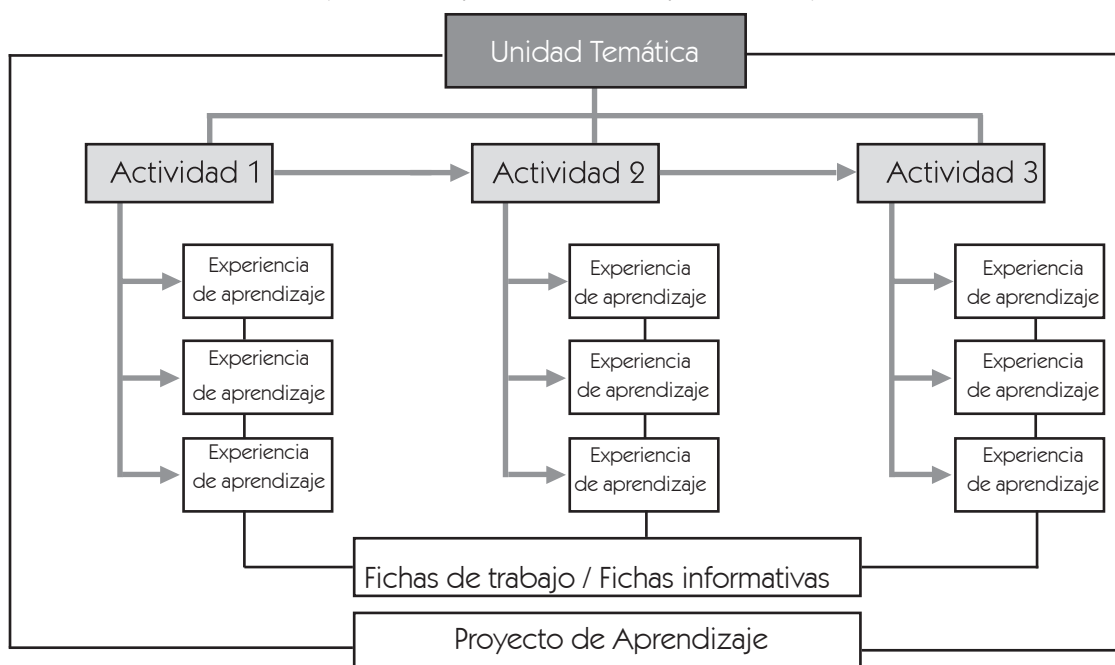 Unidad Temática
Actividad 1
Actividad 2
Actividad 3
Experiencia
de aprendizaje
Experiencia
de aprendizaje
Experiencia
de aprendizaje
Experiencia
de aprendizaje
Experiencia
de aprendizaje
Experiencia
de aprendizaje
Experiencia
de aprendizaje
Experiencia
de aprendizaje
Experiencia
de aprendizaje
Fichas de trabajo / Fichas informativas
Proyecto de Aprendizaje